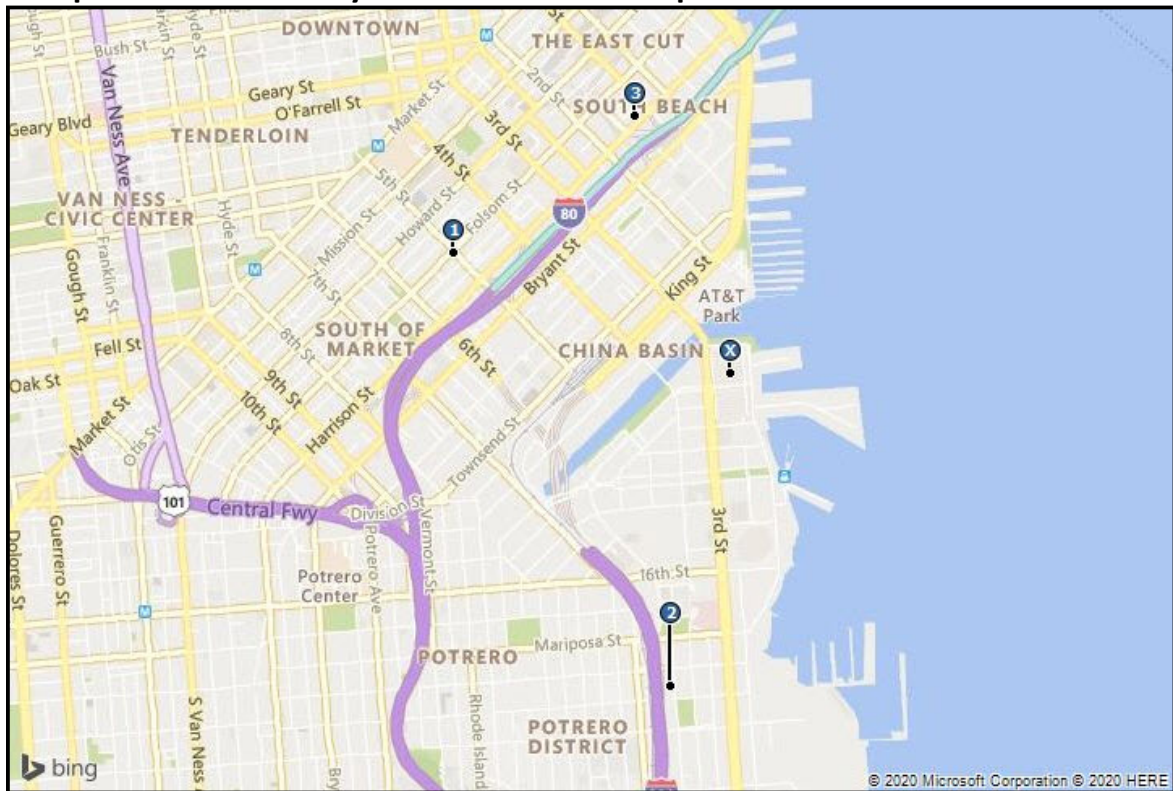 DOWNTOWN
THE EAST CUT
Bush St
Hyde St
Van Ness Ave
Geary St
O'Farrell St
Market St
2nd St
3
SOUTH BEACH
Geary Blvd
TENDERLOIN
3rd St
4th St
5th St
VAN NESS -
CIVIC CENTER
Hyde St
Mission St
Howard St
Folsom St
1
80
Franklin St
Gough St
7th St
Bryant St
King St
AT&T
Park
SOUTH OF
MARKET
8th St
6th St
CHINA BASIN
X
Fell St
Oak St
9th St
10th St
Harrison St
Market St
Otis St
Townsend St
M
101
Central Fwy
Division St
Vermont St
3rd St
Dolores St
Guerrero St
Potrero
Center
Potrero Ave
16th St
2
Mariposa St
POTRERO
S Van Ness
Rhode Island
POTRERO
DISTRICT
bing
© 2020 Microsoft Corporation © 2020 HERE